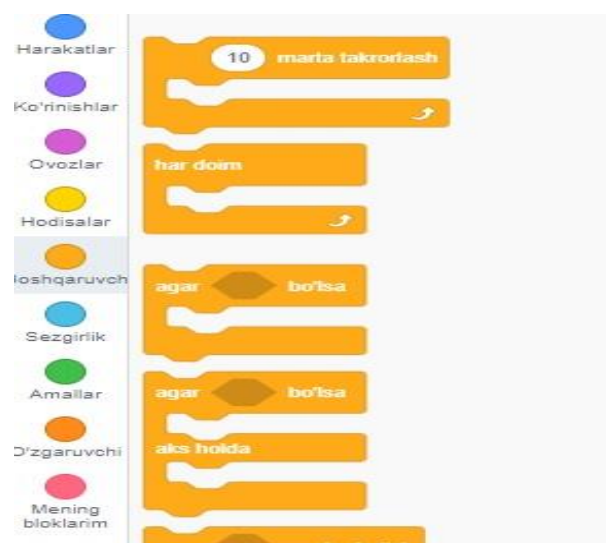 Harakatlar
Ko'rinishlar
Ovozlar
Hodisalar
Boshqaruvch
Sezgirlik
Amallar
O'zgaruvchi
Mening
bloklarim
10 marta takrorlash
har doim
agar bo'lsa
agar bo'lsa
aks holda